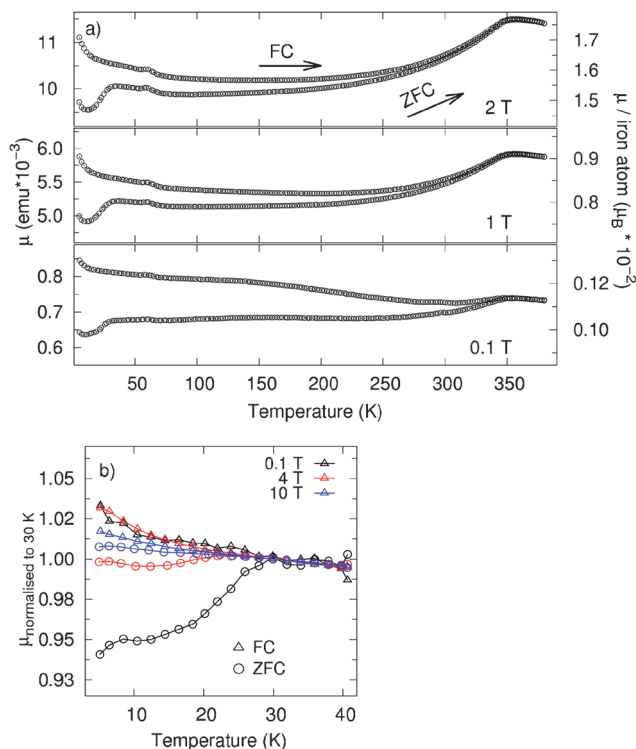 a)
FC
ZFC
2 T
11
10
1.7
1.6
1.5
1 T
6.0
5.5
5.0
0.9
0.8
0.1 T
0.8
0.7
0.6
0.12
0.10
μ (emu*10⁻³)
μ / iron atom (μB * 10⁻²)
50 100 150 200 250 300 350
Temperature (K)
b)
0.1 T
4 T
10 T
1.05
1.02
1.00
0.98
0.95
0.93
μnormalised to 30 K
FC
ZFC
10 20 30 40
Temperature (K)